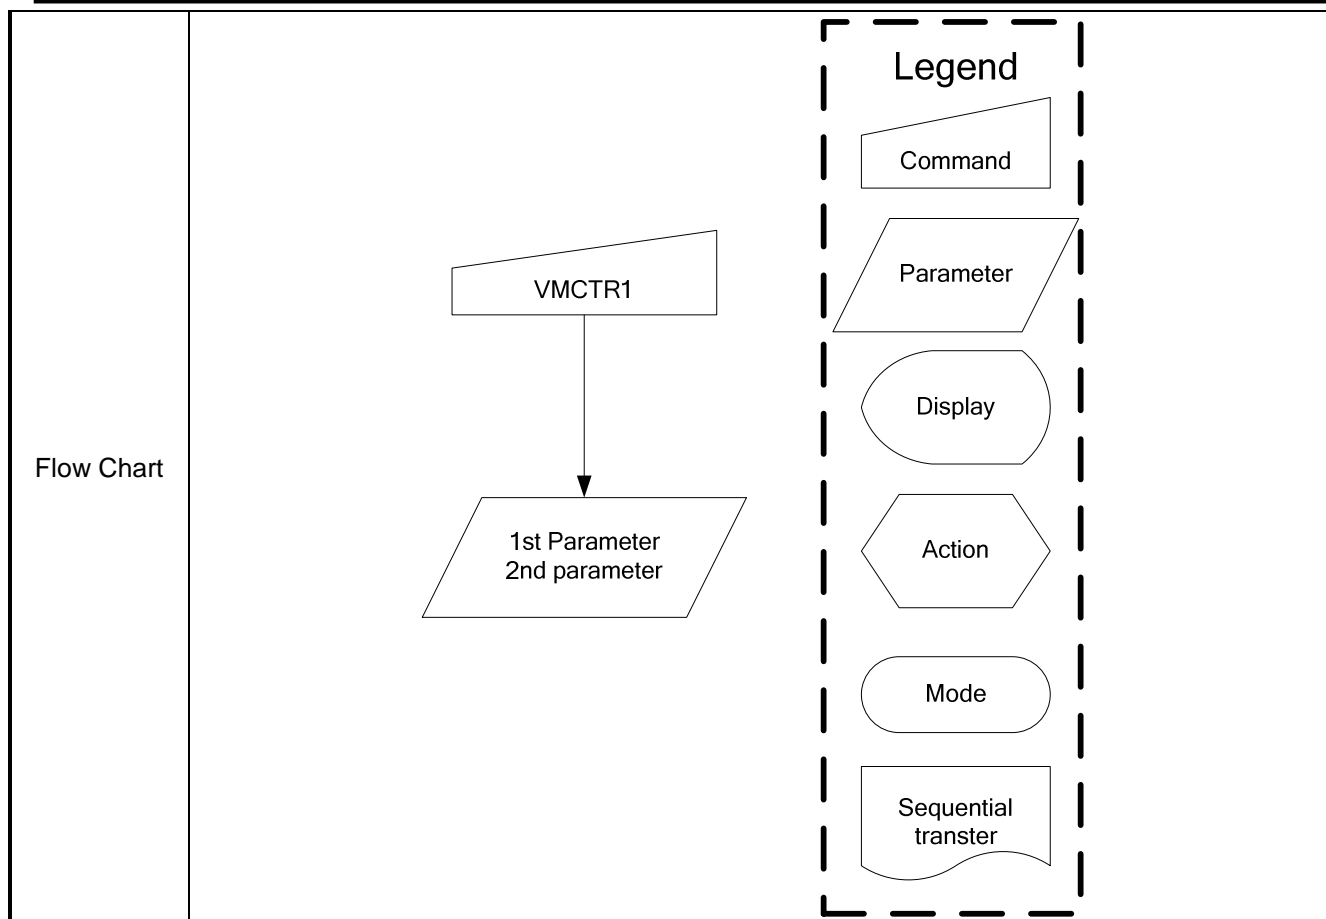 Flow Chart
VMCTR1
1st Parameter
2nd parameter
Legend
Command
Parameter
Display
Action
Mode
Sequential
transter